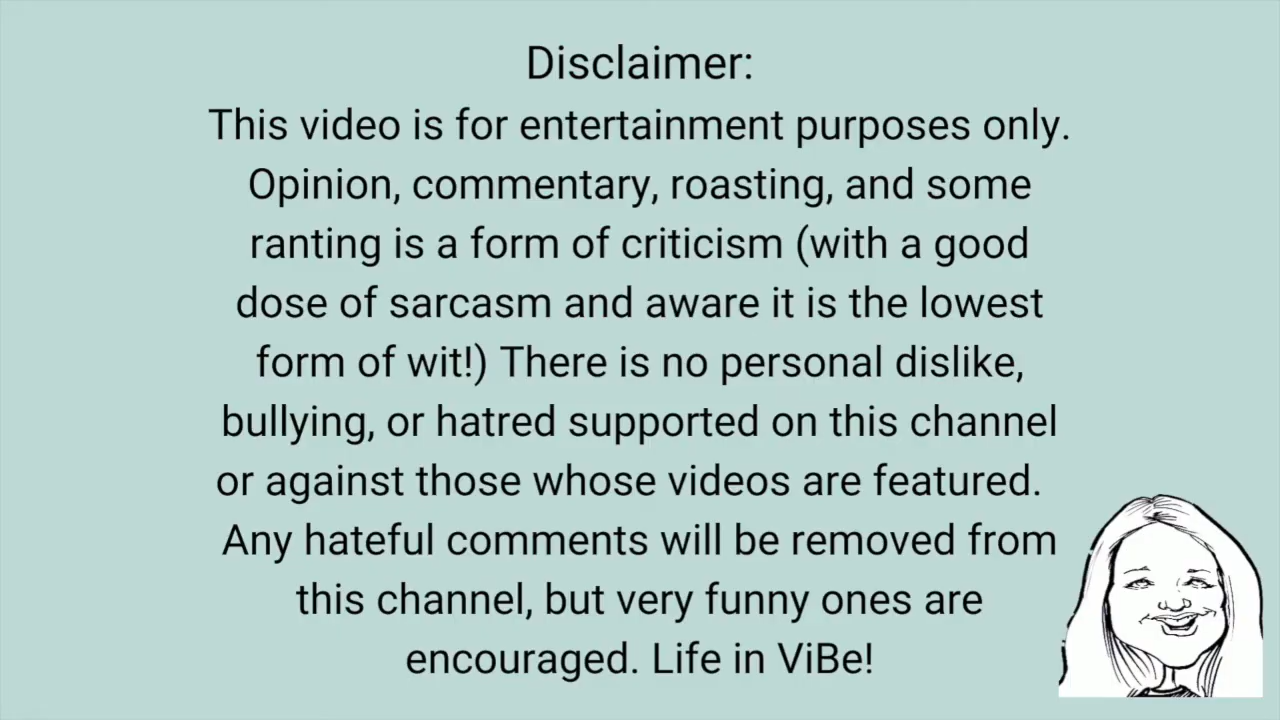 Disclaimer:
This video is for entertainment purposes only.
Opinion, commentary, roasting, and some
ranting is a form of criticism (with a good
dose of sarcasm and aware it is the lowest
form of wit!) There is no personal dislike,
bullying, or hatred supported on this channel
or against those whose videos are featured.
Any hateful comments will be removed from
this channel, but very funny ones are
encouraged. Life in ViBe!